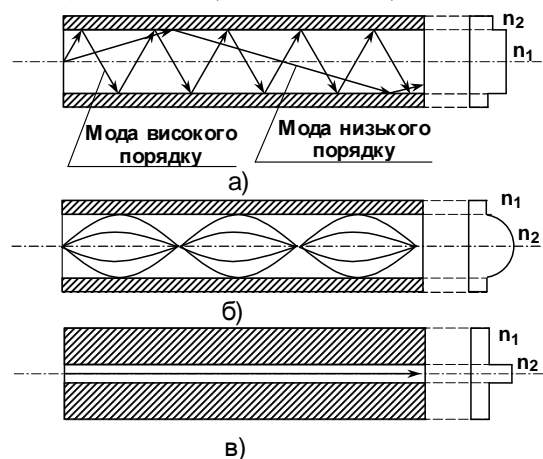 n2
n1
Мода високого
порядку
Мода низького
порядку
а)
n1
n2
б)
n1
n2
в)